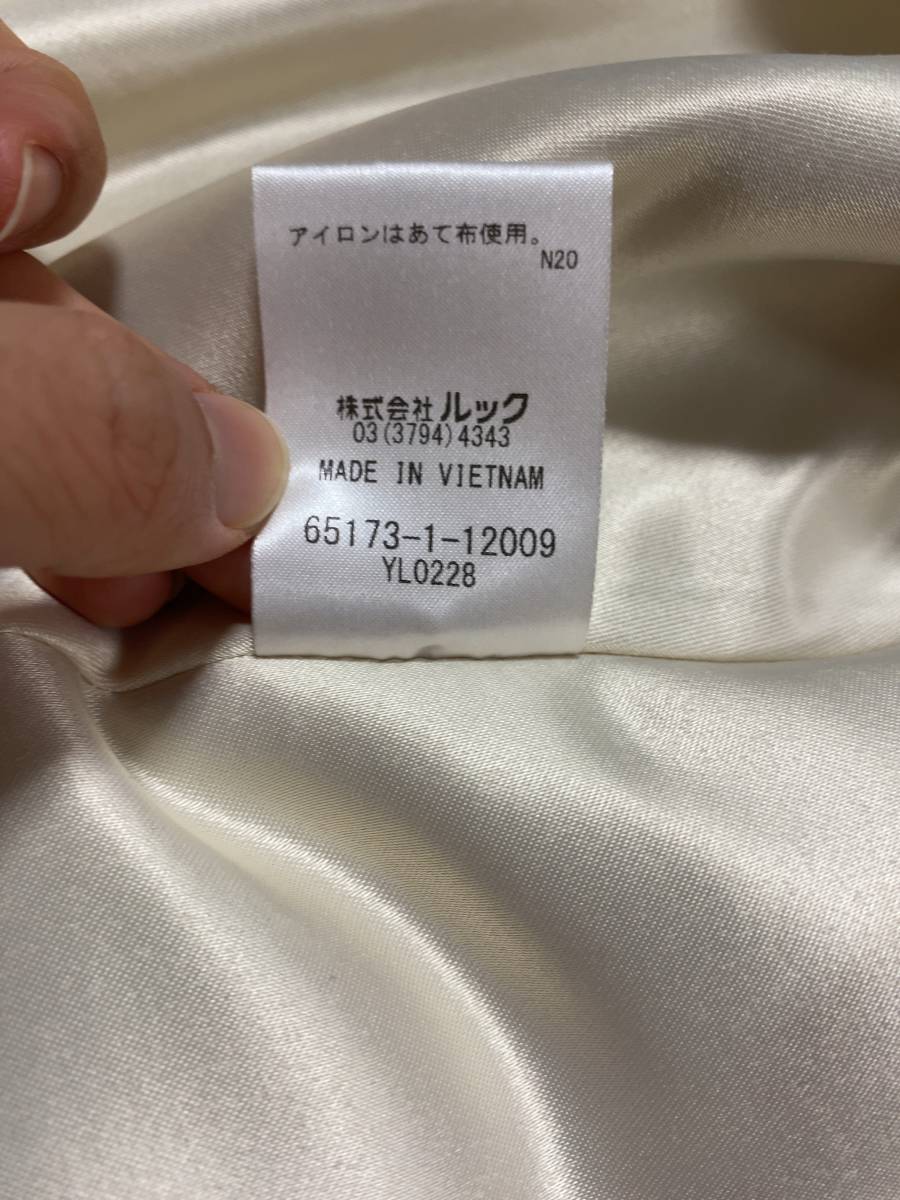 アイロンはあて布使用。
N20
株式会社 ルック
03(3794)4343
MADE IN VIETNAM
65173-1-12009
YL0228